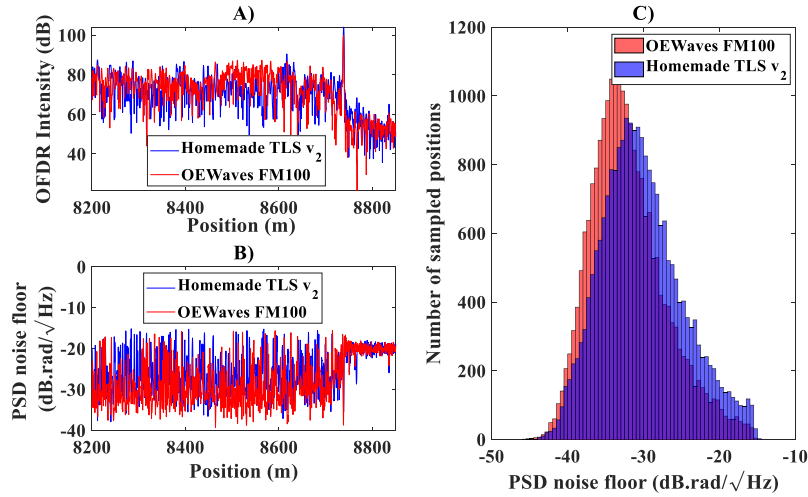 A)
OFDR Intensity (dB)
100
80
60
40
Homemade TLS v2
OEWaves FM100
8200
8400
8600
8800
Position (m)
B)
PSD noise floor
(dB.rad/√Hz)
0
-10
-20
-30
-40
Homemade TLS v2
OEWaves FM100
8200
8400
8600
8800
Position (m)
C)
Number of sampled positions
1200
1000
800
600
400
200
0
OEWaves FM100
Homemade TLS v2
-50
-40
-30
-20
-10
PSD noise floor (dB.rad/√Hz)